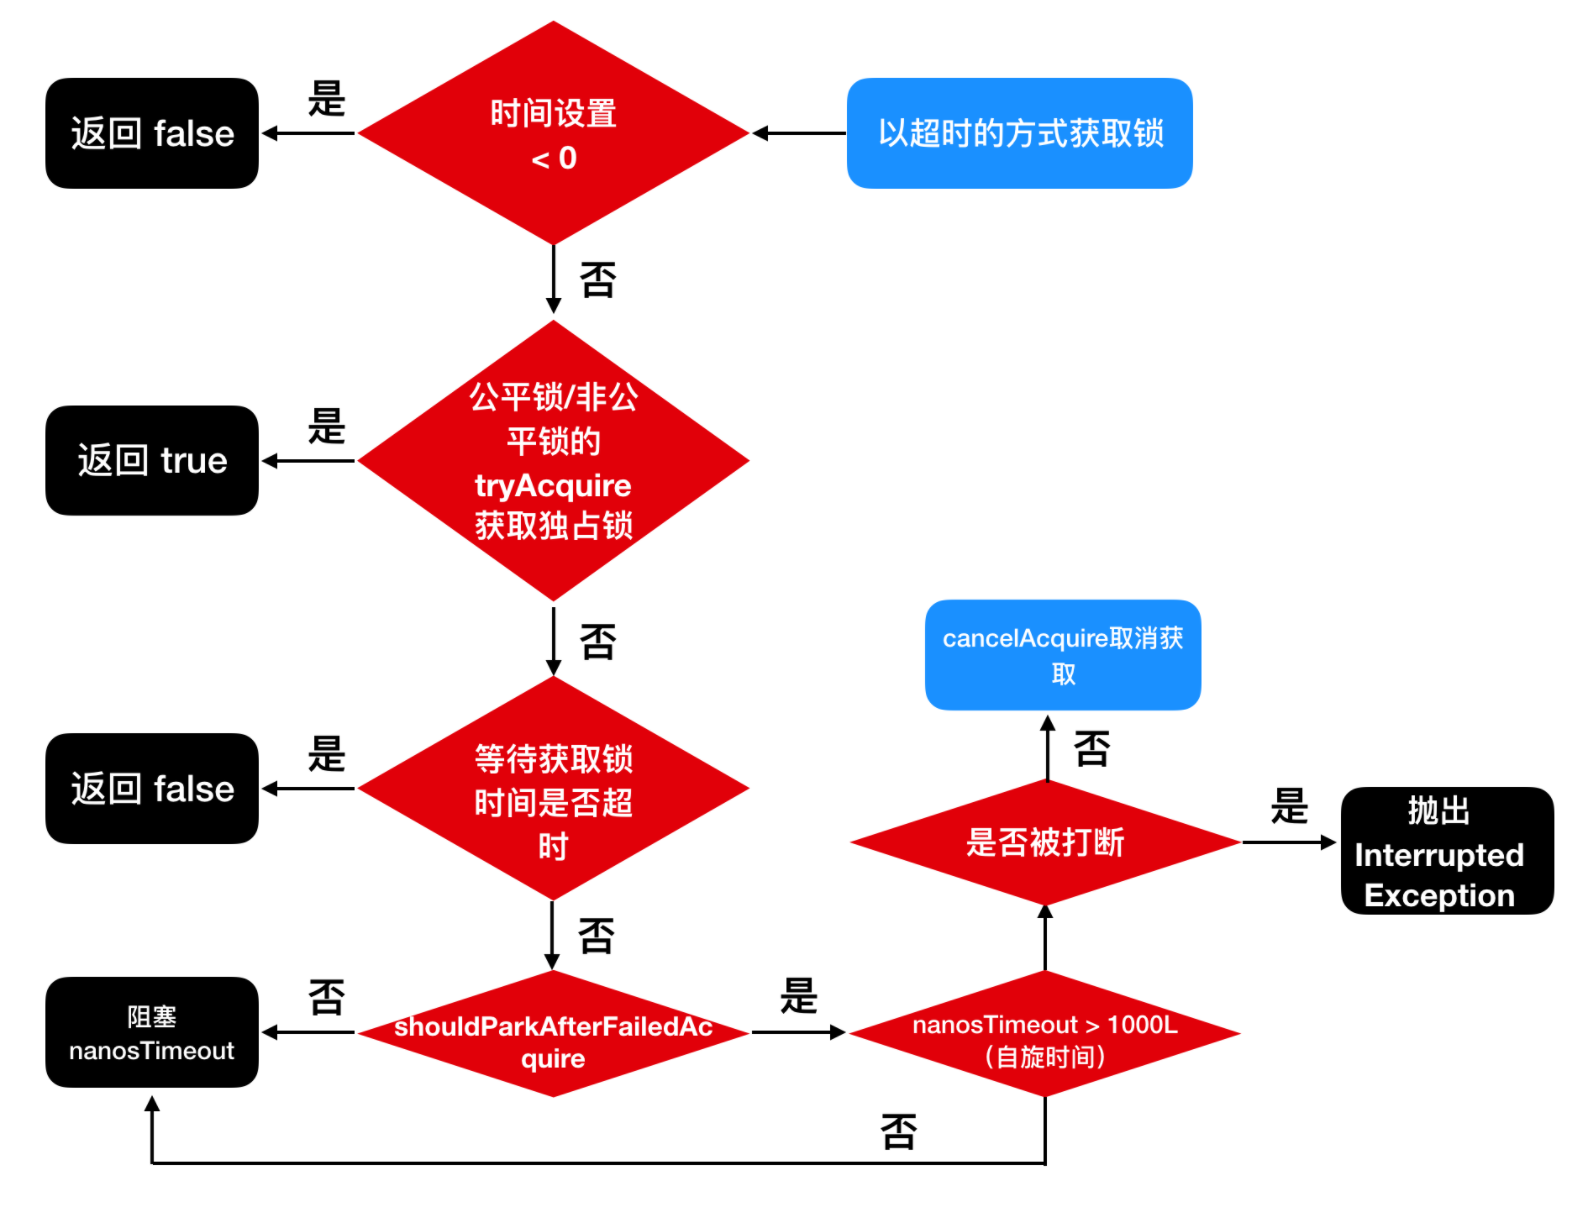 以超时的方式获取锁
时间设置
< 0
是
返回 false
否
公平锁/非公
平锁的
tryAcquire
获取独占锁
是
返回 true
否
等待获取锁
时间是否超
时
是
返回 false
否
shouldParkAfterFailedAc
quire
否
阻塞
nanosTimeout
是
nanosTimeout > 1000L
（自旋时间）
否
是否被打断
否
cancelAcquire取消获
取
是
抛出
Interrupted
Exception